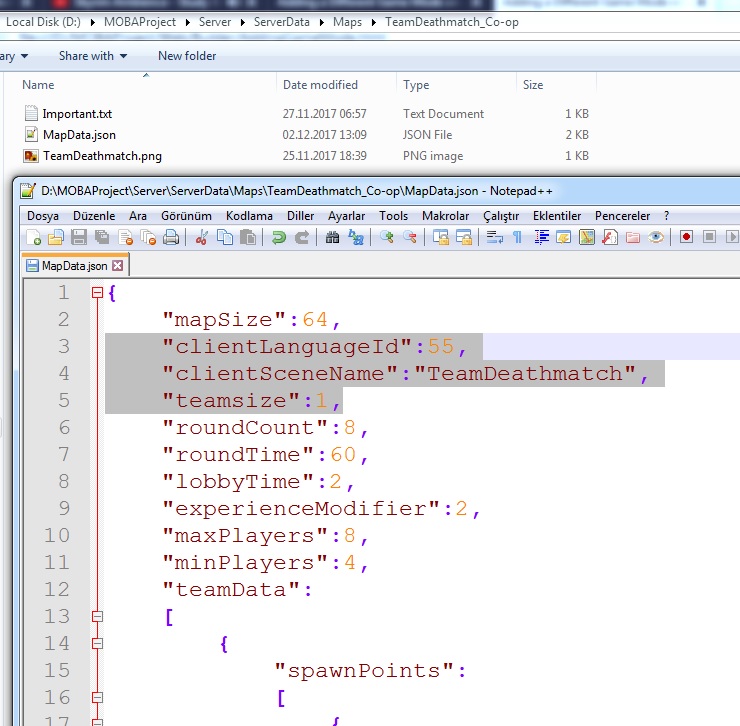 Local Disk (D:) MOBAProject Server ServerData Maps TeamDeathmatch_Co-op
ary Share with New folder
Name Date modified Type Size
Important.txt 27.11.2017 06:57 Text Document 1 KB
MapData.json 02.12.2017 13:09 JSON File 2 KB
TeamDeathmatch.png 25.11.2017 18:39 PNG image 1 KB
D:\MOBAProject\Server\ServerData\Maps\TeamDeathmatch_Co-op\MapData.json - Notepad++
Dosya Düzenle Ara Görünüm Kodlama Diller Ayarlar Tools Makrolar Çalıştır Eklentiler Pencereler ?
MapData.json
1 {
2 "mapSize":64,
3 "clientLanguageId":55,
4 "clientSceneName":"TeamDeathmatch",
5 "teamsize":1,
6 "roundCount":8,
7 "roundTime":60,
8 "lobbyTime":2,
9 "experienceModifier":2,
10 "maxPlayers":8,
11 "minPlayers":4,
12 "teamData":
13 [
14 {
15 "spawnPoints":
16 [
17 {